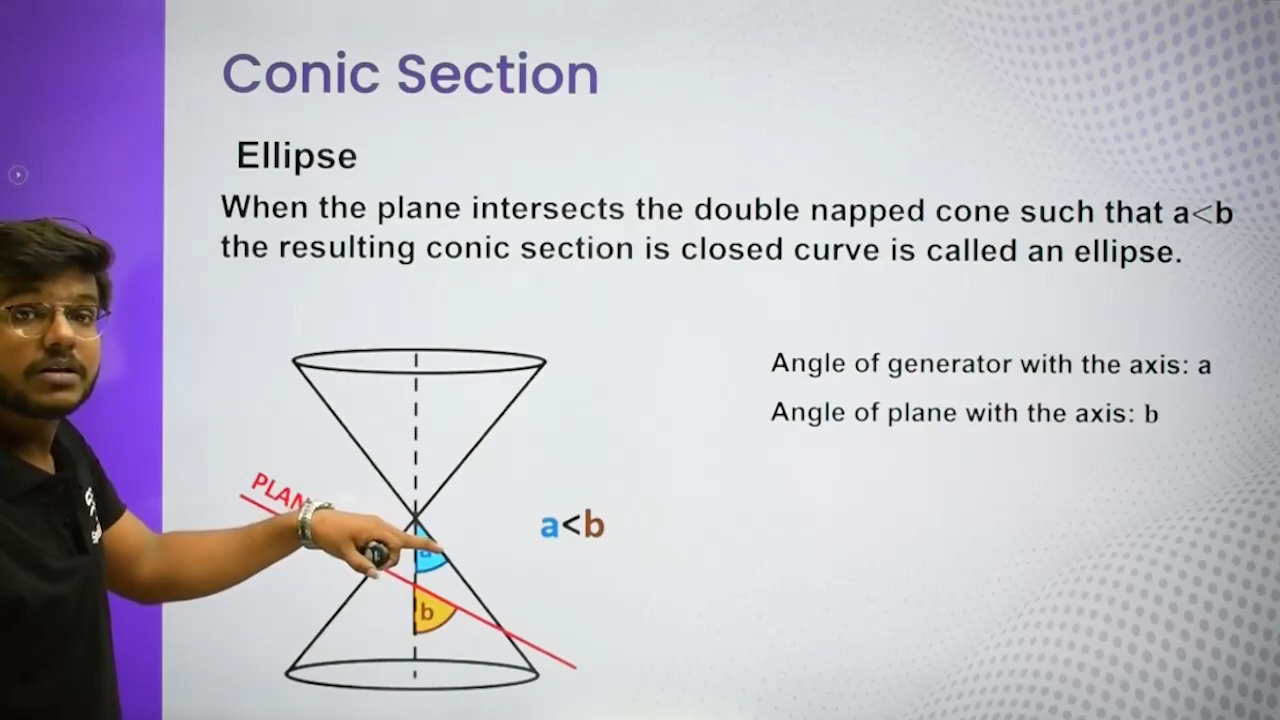 Conic Section
Ellipse
When the plane intersects the double napped cone such that a<b
the resulting conic section is closed curve is called an ellipse.
Angle of generator with the axis: a
Angle of plane with the axis: b
PLAN
a<b
a
b